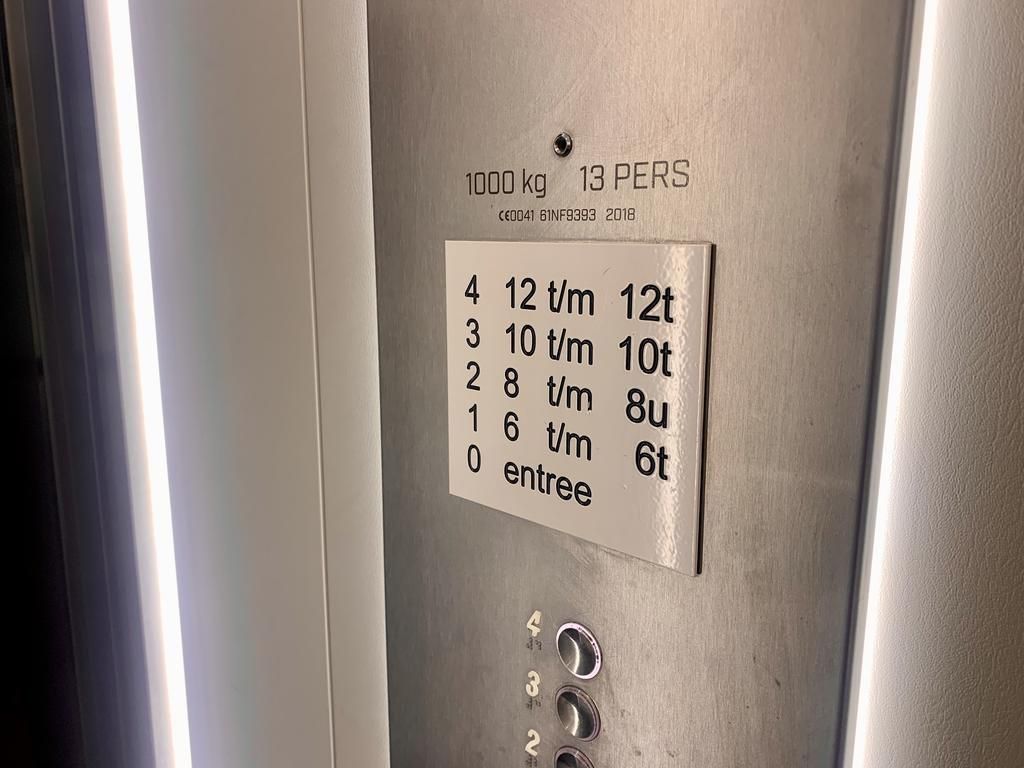 1000 kg 13 PERS
CE0041 61NF9393 2018
4 12 t/m 12t
3 10 t/m 10t
2 8 t/m 8u
1 6 t/m 6t
0 entree
4
3
2